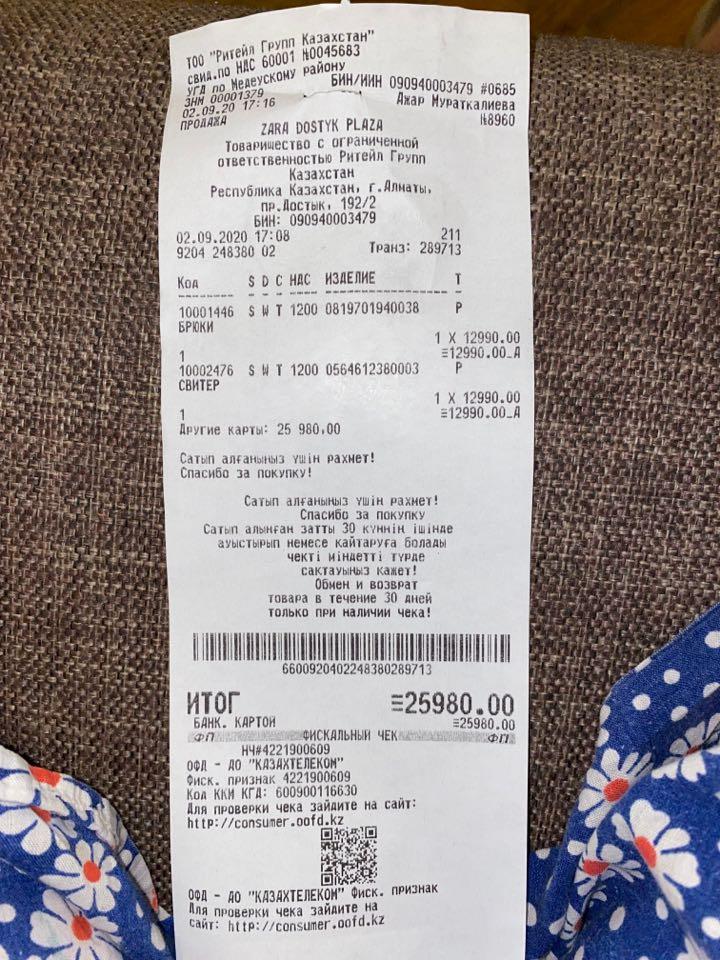 ТОО "Ритейл Групп Казахстан"
свид.по НДС 60001 №0045683
УГД по Медеускому району
БИН/ИИН 090940003479 #0685
ЗНМ 00001379
Ажар Мураткалиева
02.09.20 17:16
№8960
ПРОДАЖА
ZARA DOSTYK PLAZA
Товарищество с ограниченной
ответственностью Ритейл Групп
Казахстан
Республика Казахстан, г.Алматы,
пр.Достык, 192/2
БИН: 090940003479
02.09.2020 17:08 211
9204 248380 02 Транз: 289713
Код S D C НДС ИЗДЕЛИЕ Т
10001446 S W T 1200 0819701940038 P
БРЮКИ
1 X 12990.00
1 =12990.00_А
10002476 S W T 1200 0564612380003 P
СВИТЕР
1 X 12990.00
1 =12990.00_А
Другие карты: 25 980,00
Сатып алғаныңыз үшін рахмет!
Спасибо за покупку!
Сатып алғаныңыз үшін рахмет!
Спасибо за покупку
Сатып алынған затты 30 күннін ішінде
ауыстырып немесе кайтаруға болады
чекті міндетті түрде
сактауыңыз кажет!
Обмен и возврат
товара в течение 30 дней
только при наличии чека!
6600920402248380289713
ИТОГ =25980.00
БАНК. КАРТОЙ =25980.00
ФП ФИСКАЛЬНЫЙ ЧЕК ФП
НЧ#4221900609
ОФД - АО "КАЗАХТЕЛЕКОМ"
Фиск. признак 4221900609
Код ККИ КГД: 600900116630
Для проверки чека зайдите на сайт:
http://consumer.oofd.kz
ОФД - АО "КАЗАХТЕЛЕКОМ" Фиск. признак
Для проверки чека зайдите на
сайт: http://consumer.oofd.kz